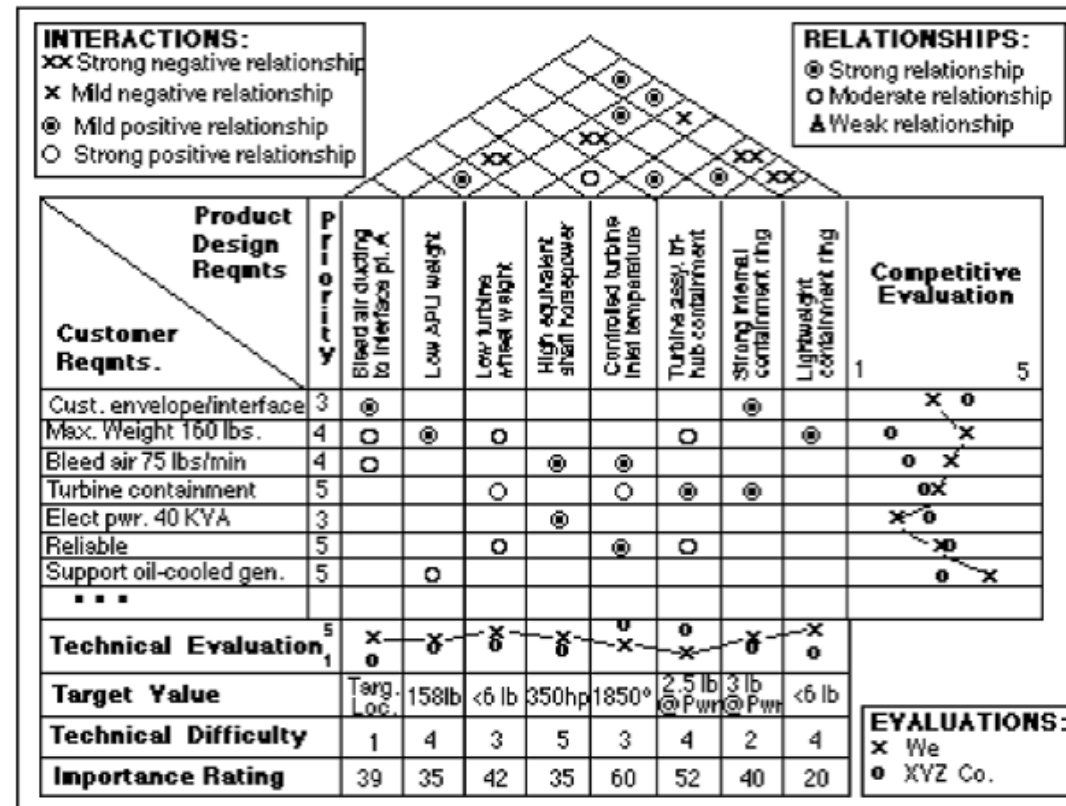 INTERACTIONS:
XX Strong negative relationship
X Mild negative relationship
◉ Mild positive relationship
O Strong positive relationship
RELATIONSHIPS:
◉ Strong relationship
O Moderate relationship
▲ Weak relationship
Product
Design
Reqmts
Customer
Reqmts.
Priority
Bleed air ducting
to interface pt. A
Low APU weight
Low turbine
wheel weight
High equivalent
shaft horsepower
Controlled turbine
inlet temperature
Turbine assy. tri-
hub containment
Strong internal
containment ring
Lightweight
containment ring
Competitive
Evaluation
1 5
Cust. envelope/interface 3
Max. Weight 160 lbs. 4
Bleed air 75 lbs/min 4
Turbine containment 5
Elect pwr. 40 KVA 3
Reliable 5
Support oil-cooled gen. 5
...
Technical Evaluation 5 1
Target Value Targ. Loc. 158lb <6 lb 350hp 1850° 2.5 lb @ Pwr 3 lb @ Pwr <6 lb
Technical Difficulty 1 4 3 5 3 4 2 4
Importance Rating 39 35 42 35 60 52 40 20
EVALUATIONS:
X We
o XYZ Co.